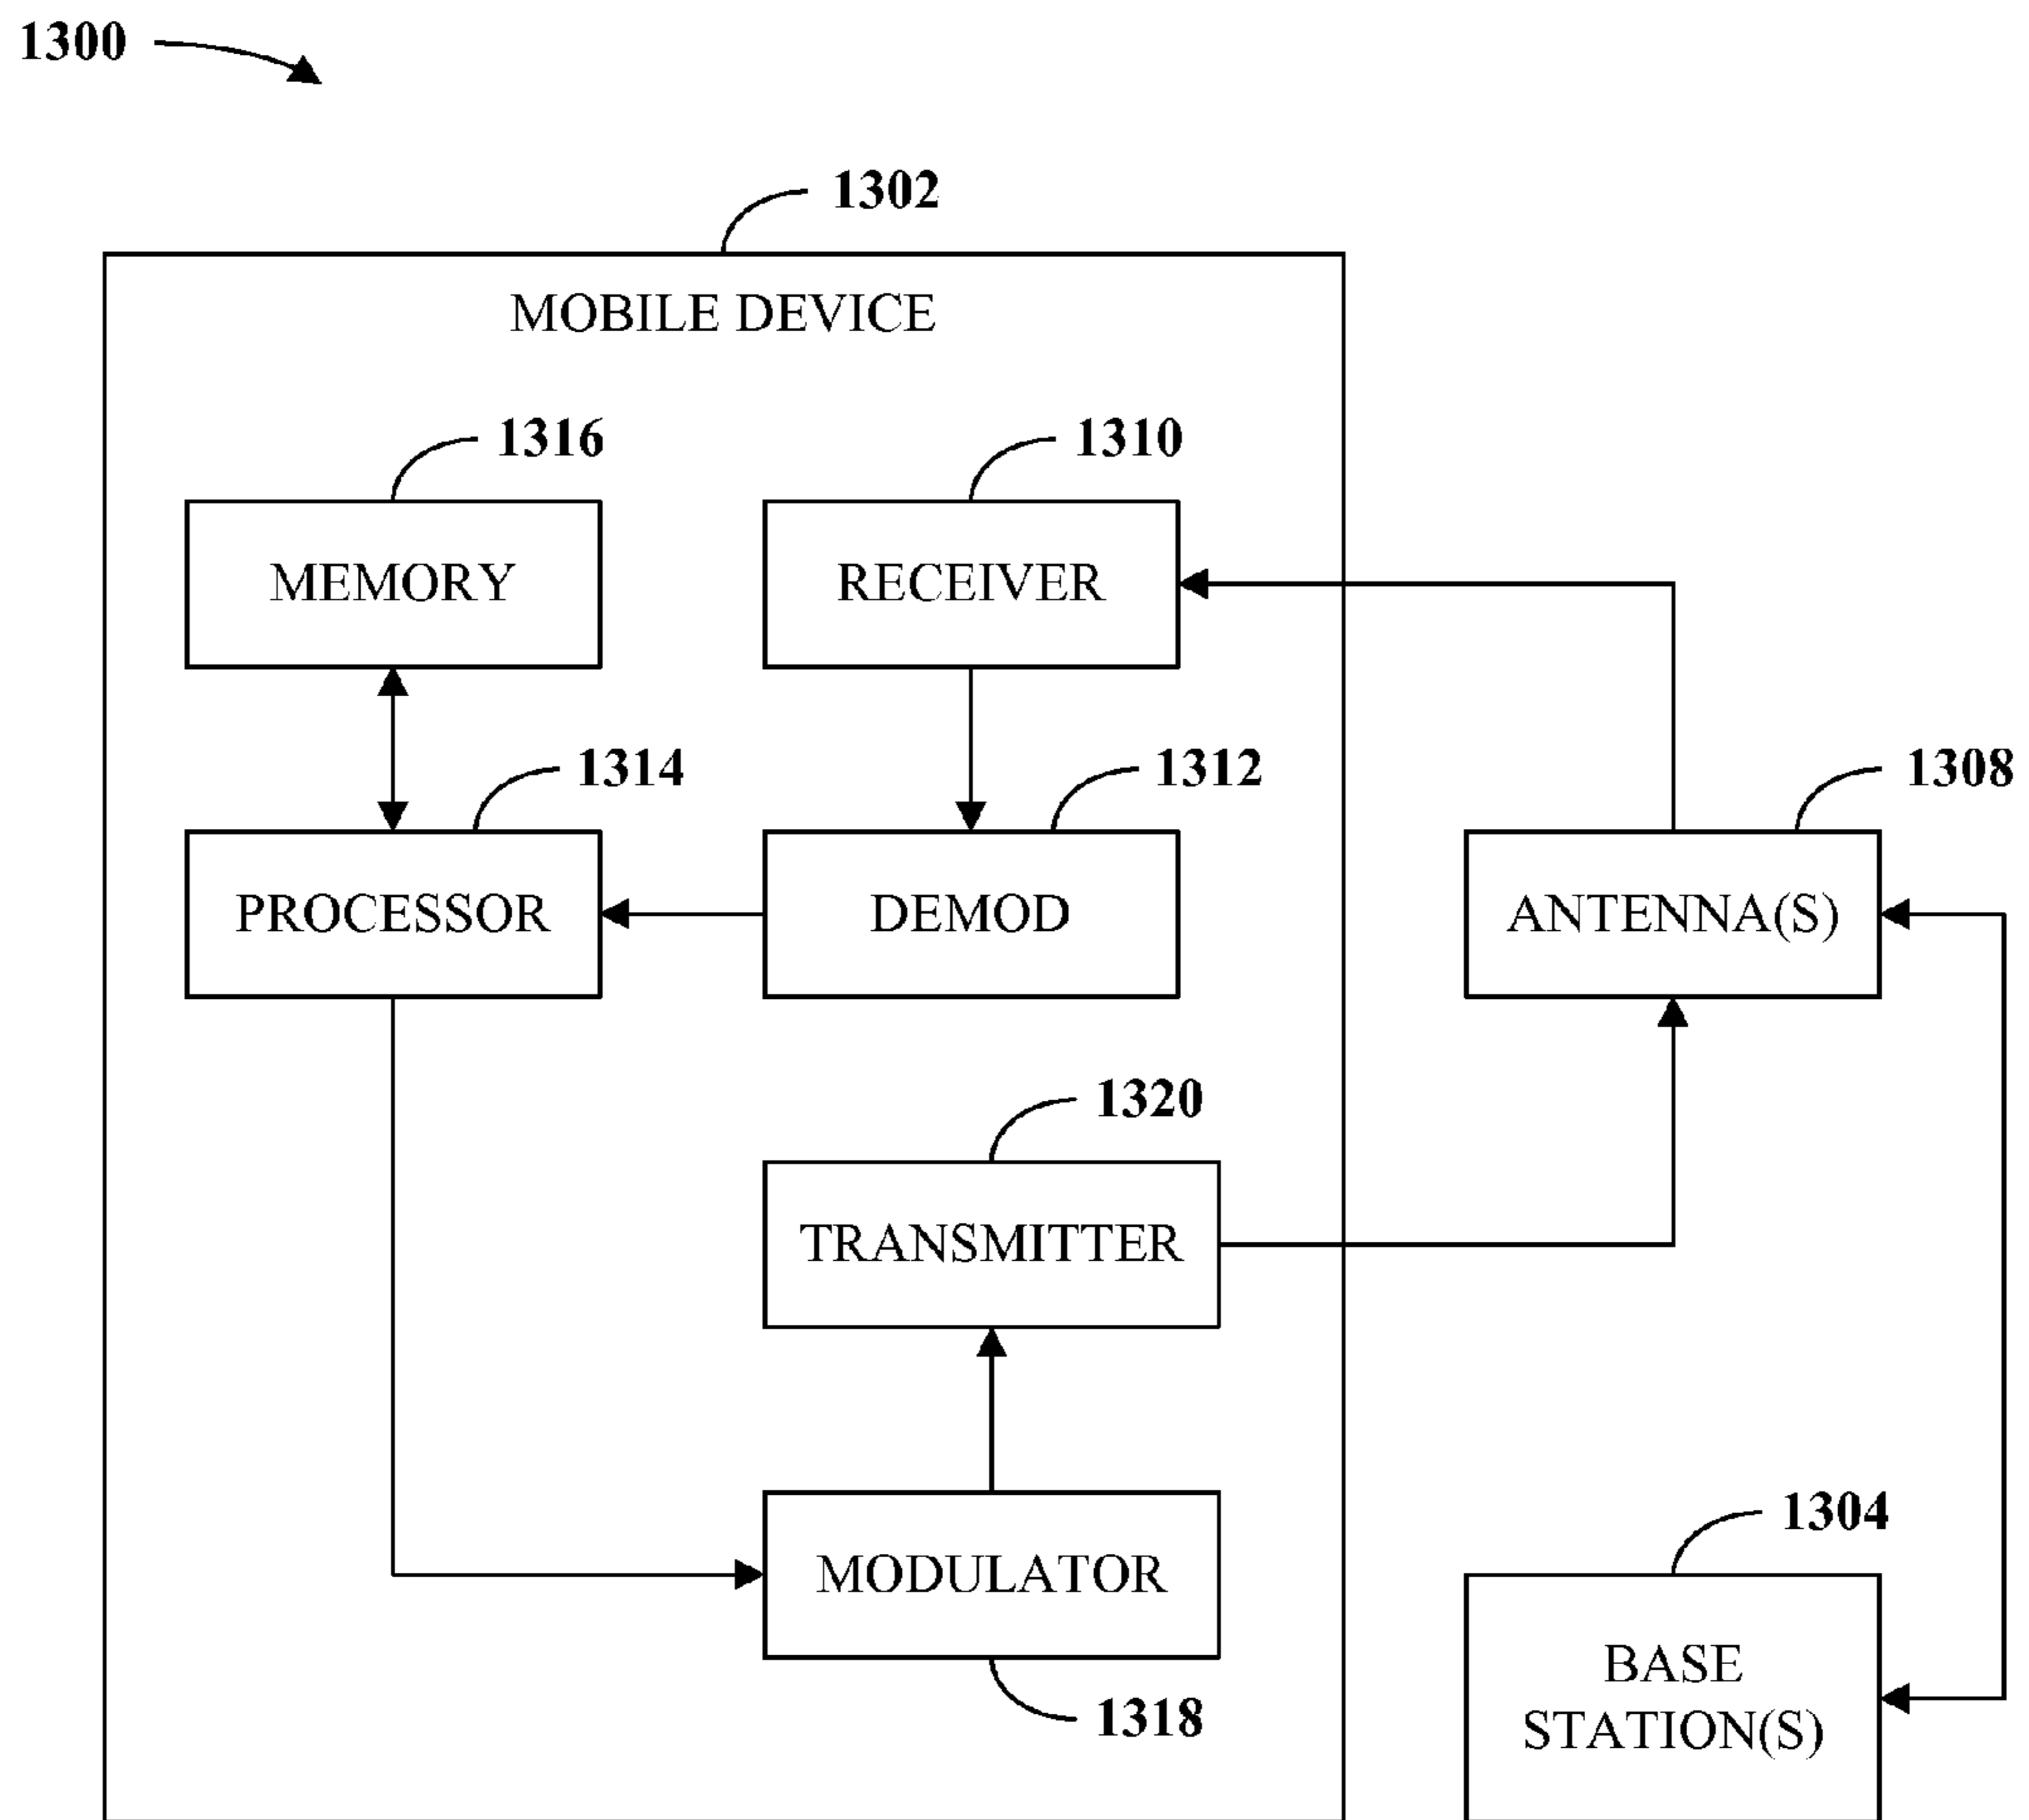 1300
1302
MOBILE DEVICE
1316
1310
MEMORY
RECEIVER
1314
1312
1308
PROCESSOR
DEMOD
ANTENNA(S)
1320
TRANSMITTER
1304
MODULATOR
BASE
STATION(S)
1318